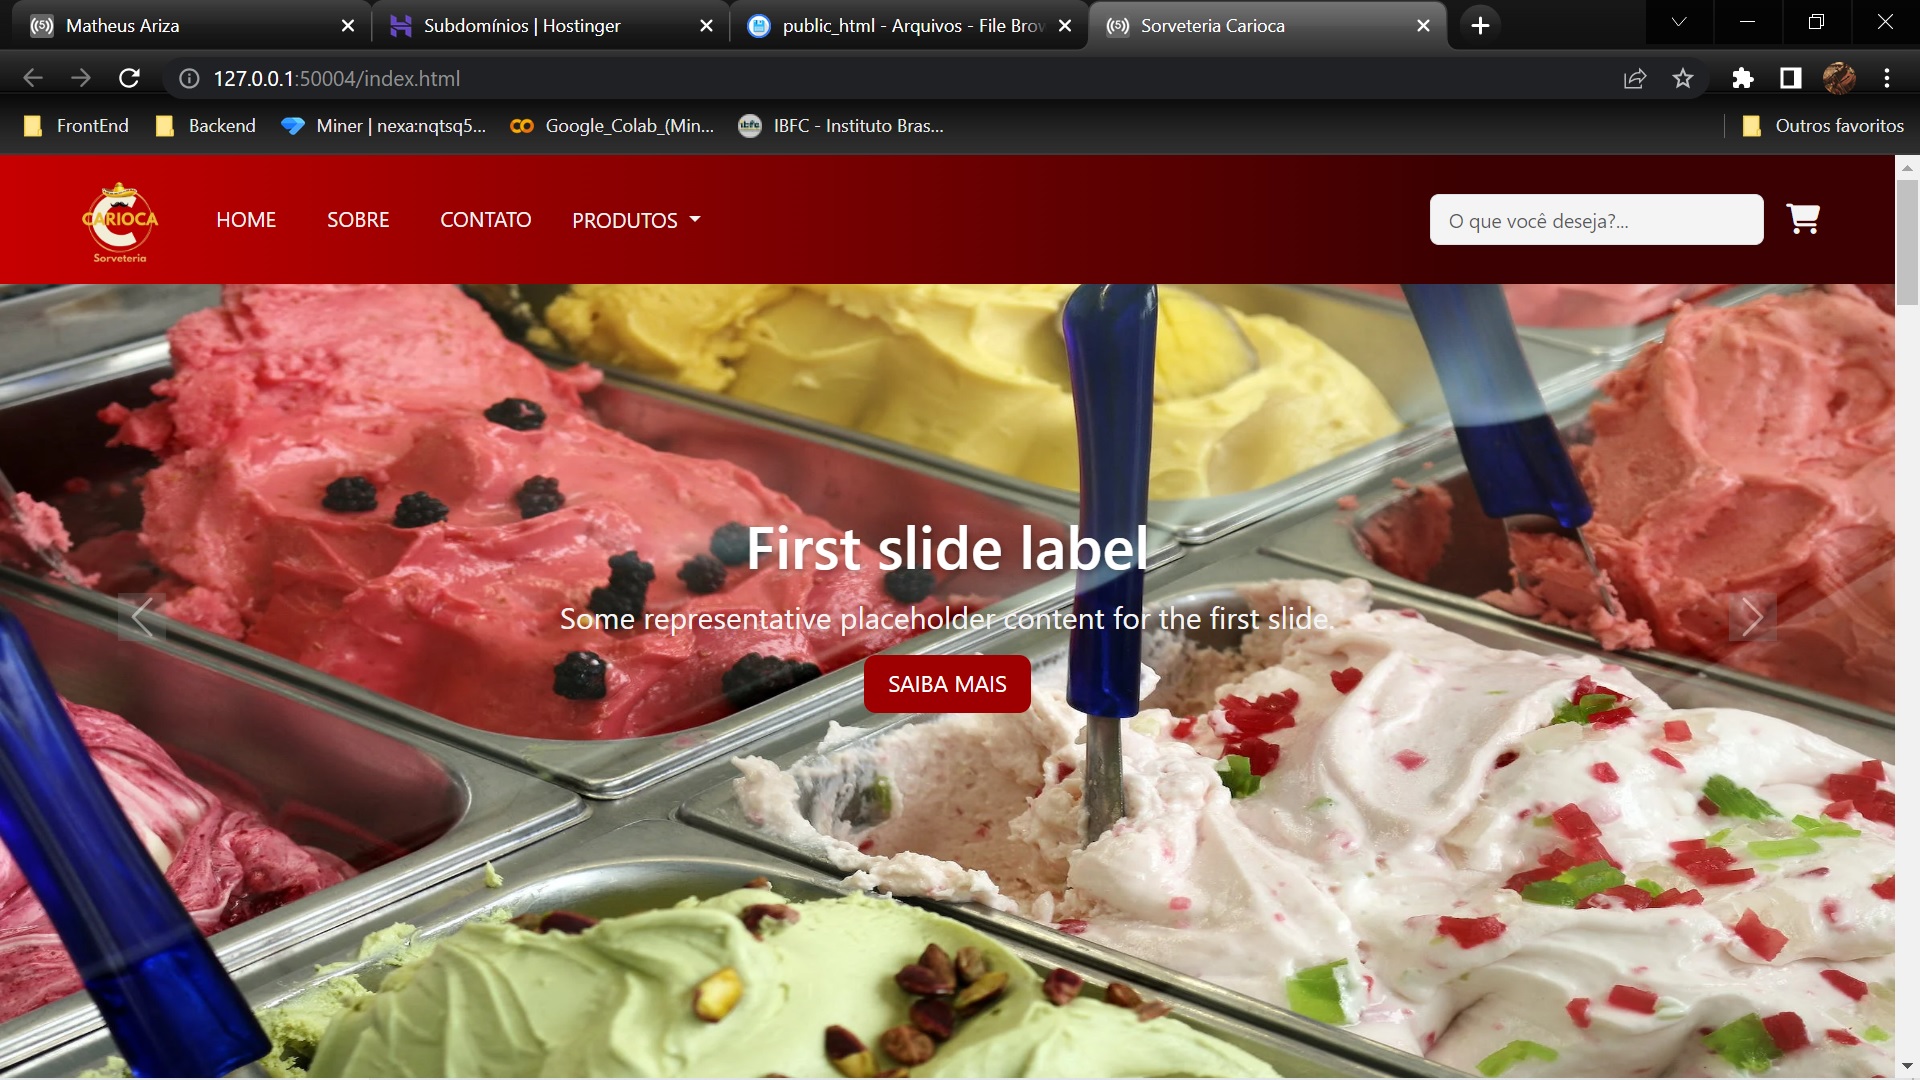 Matheus Ariza
Subdomínios | Hostinger
public_html - Arquivos - File Brow
Sorveteria Carioca
127.0.0.1:50004/index.html
FrontEnd
Backend
Miner | nexa:nqtsq5...
Google_Colab_(Min...
IBFC - Instituto Bras...
Outros favoritos
CARIOCA
Sorveteria
HOME
SOBRE
CONTATO
PRODUTOS
O que você deseja?...
First slide label
Some representative placeholder content for the first slide.
SAIBA MAIS